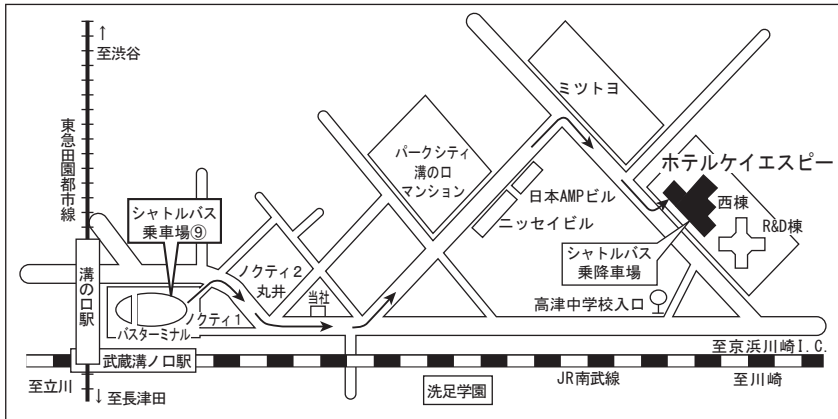 ↑
至渋谷
東急田園都市線
シャトルバス
乗車場⑨
溝の口駅
バスターミナル
ノクティ1
ノクティ2
丸井
当社
パークシティ
溝の口
マンション
ミツトヨ
日本AMPビル
ニッセイビル
ホテルケイエスピー
西棟
R&D棟
シャトルバス
乗降車場
高津中学校入口
至京浜川崎I.C.
武蔵溝ノ口駅
至立川
↓至長津田
洗足学園
JR南武線
至川崎